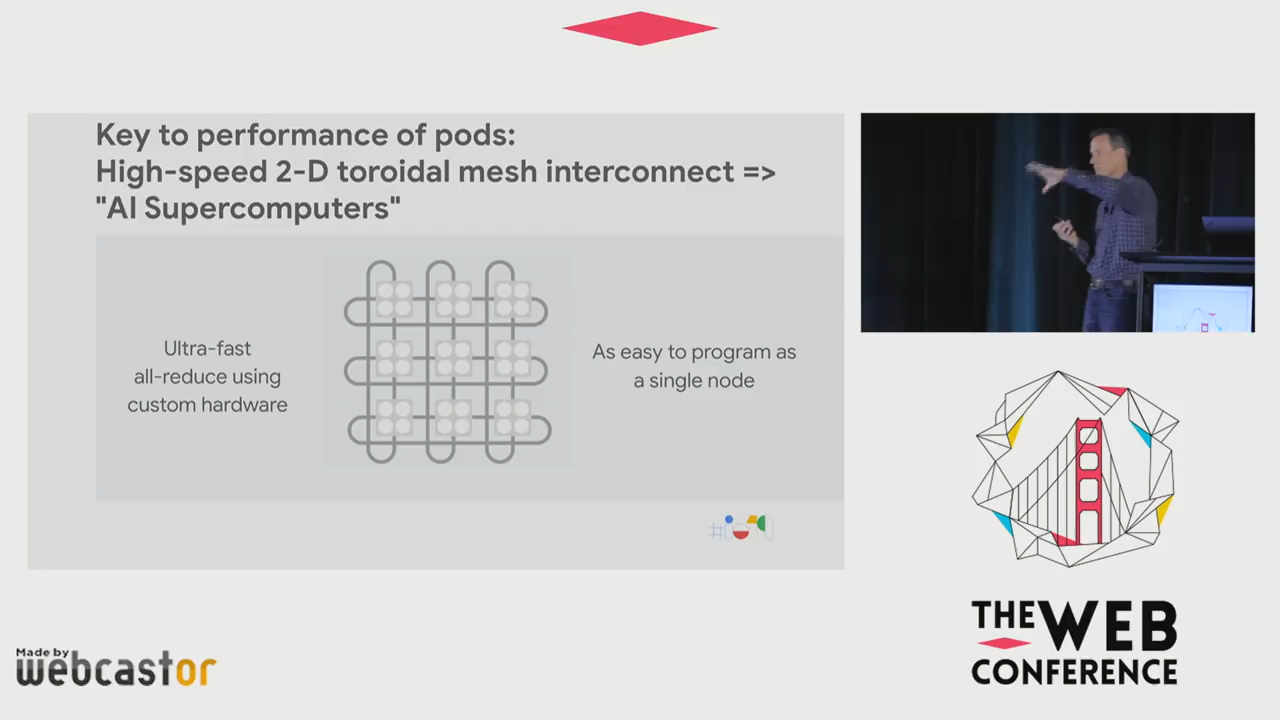 Key to performance of pods:
High-speed 2-D toroidal mesh interconnect =>
"AI Supercomputers"
Ultra-fast
all-reduce using
custom hardware
As easy to program as
a single node
THE WEB
CONFERENCE
Made by
webcastor